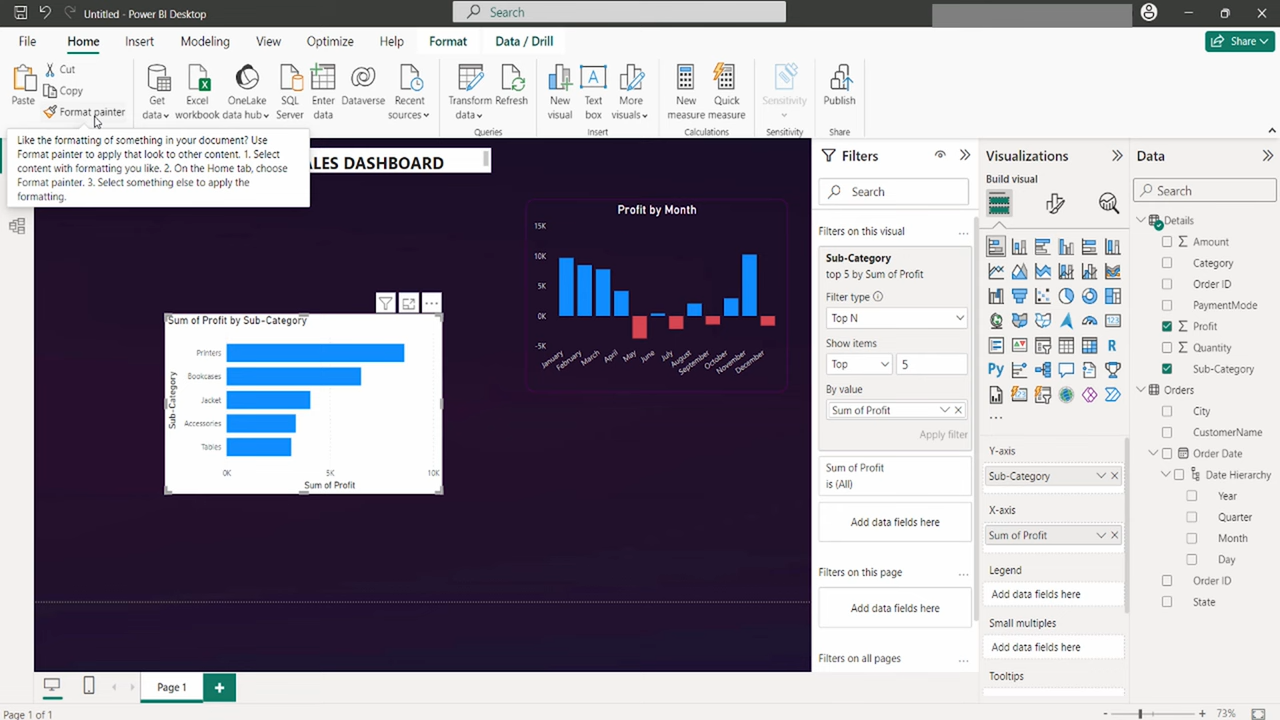 Untitled - Power BI Desktop
Search
File
Home
Insert
Modeling
View
Optimize
Help
Format
Data / Drill
Share
Paste
Cut
Copy
Format painter
Get data
Excel workbook
OneLake data hub
SQL Server
Enter data
Dataverse
Recent sources
Transform data
Refresh
Queries
New visual
Text box
More visuals
Insert
New measure
Quick measure
Calculations
Sensitivity
Sensitivity
Publish
Share
Like the formatting of something in your document? Use
Format painter to apply that look to other content. 1. Select
content with formatting you like. 2. On the Home tab, choose
Format painter. 3. Select something else to apply the
formatting.
ALES DASHBOARD
Profit by Month
15K
10K
5K
0K
-5K
January
February
March
April
May
June
July
August
September
October
November
December
Sum of Profit by Sub-Category
Sub-Category
Printers
Bookcases
Jacket
Accessories
Tables
0K
5K
10K
Sum of Profit
Filters
Search
Filters on this visual
Sub-Category
top 5 by Sum of Profit
Filter type
Top N
Show items
Top
5
By value
Sum of Profit
Apply filter
Sum of Profit
is (All)
Add data fields here
Filters on this page
Add data fields here
Filters on all pages
Visualizations
Build visual
123
R
Py
Y-axis
Sub-Category
X-axis
Sum of Profit
Legend
Add data fields here
Small multiples
Add data fields here
Tooltips
Data
Search
Details
Σ Amount
Category
Order ID
PaymentMode
Σ Profit
Σ Quantity
Sub-Category
Orders
City
CustomerName
Order Date
Date Hierarchy
Year
Quarter
Month
Day
Order ID
State
Page 1
Page 1 of 1
- + 73%